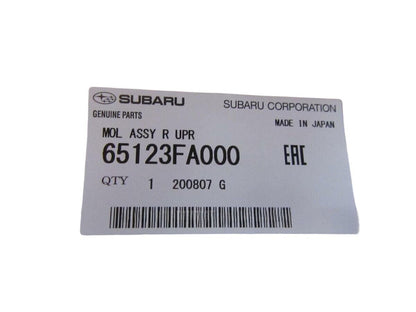 SUBARU SUBARU CORPORATION
GENUINE PARTS MADE IN JAPAN
MOL ASSY R UPR
65123FA000 EAC
QTY 1 200807 G